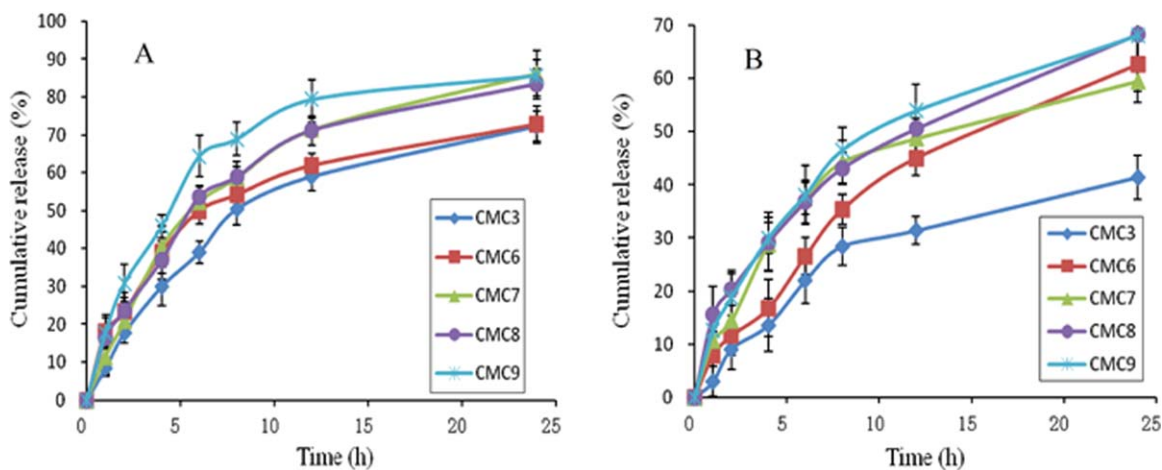 A
Cumulative release (%)
100
90
80
70
60
50
40
30
20
10
0
CMC3
CMC6
CMC7
CMC8
CMC9
0 5 10 15 20 25
Time (h)
B
Cumulative release (%)
70
60
50
40
30
20
10
0
CMC3
CMC6
CMC7
CMC8
CMC9
0 5 10 15 20 25
Time (h)